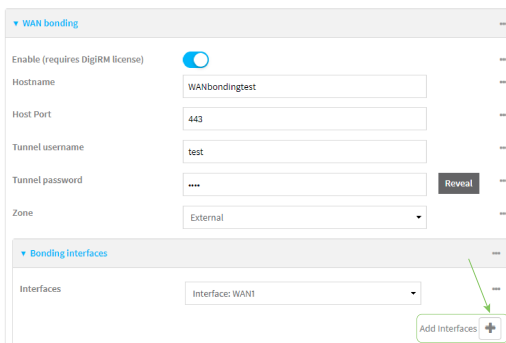 WAN bonding
Enable (requires DigiRM license)
Hostname WANbondingtest
Host Port 443
Tunnel username test
Tunnel password •••• Reveal
Zone External
Bonding interfaces
Interfaces Interface: WAN1
Add Interfaces